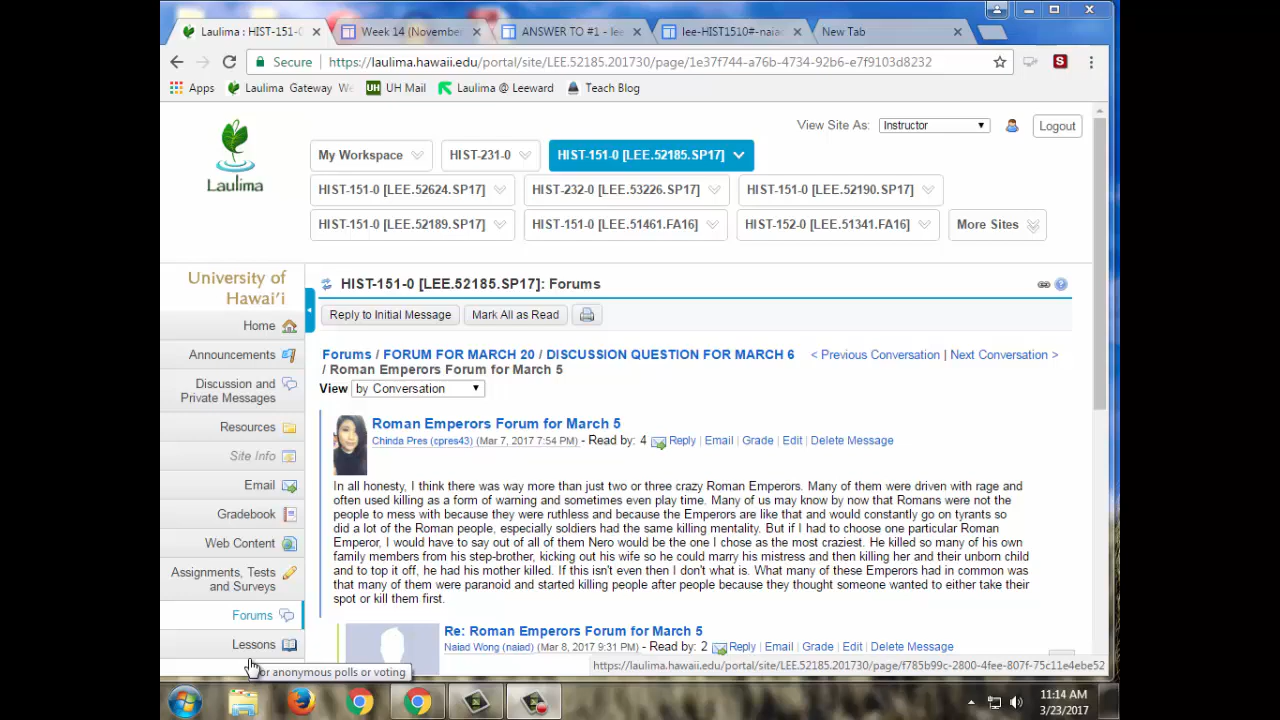 Laulima : HIST-151-0
Week 14 (November
ANSWER TO #1 - lee
lee-HIST1510#-naia
New Tab
Secure
https://laulima.hawaii.edu/portal/site/LEE.52185.201730/page/1e37f744-a76b-4734-92b6-e7f9103d8232
Apps
Laulima Gateway We
UH
UH Mail
Laulima @ Leeward
Teach Blog
S
View Site As:
Instructor
Logout
Laulima
My Workspace
HIST-231-0
HIST-151-0 [LEE.52185.SP17]
HIST-151-0 [LEE.52624.SP17]
HIST-232-0 [LEE.53226.SP17]
HIST-151-0 [LEE.52190.SP17]
HIST-151-0 [LEE.52189.SP17]
HIST-151-0 [LEE.51461.FA16]
HIST-152-0 [LEE.51341.FA16]
More Sites
University of
Hawai'i
Home
Announcements
Discussion and
Private Messages
Resources
Site Info
Email
Gradebook
Web Content
Assignments, Tests
and Surveys
Forums
Lessons
HIST-151-0 [LEE.52185.SP17]: Forums
Reply to Initial Message
Mark All as Read
Forums / FORUM FOR MARCH 20 / DISCUSSION QUESTION FOR MARCH 6
/ Roman Emperors Forum for March 5
< Previous Conversation | Next Conversation >
View
by Conversation
Roman Emperors Forum for March 5
Chinda Pres (cpres43) (Mar 7, 2017 7:54 PM) - Read by: 4 Reply | Email | Grade | Edit | Delete Message
In all honesty, I think there was way more than just two or three crazy Roman Emperors. Many of them were driven with rage and
often used killing as a form of warning and sometimes even play time. Many of us may know by now that Romans were not the
people to mess with because they were ruthless and because the Emperors are like that and would constantly go on tyrants so
did a lot of the Roman people, especially soldiers had the same killing mentality. But if I had to choose one particular Roman
Emperor, I would have to say out of all of them Nero would be the one I chose as the most craziest. He killed so many of his own
family members from his step-brother, kicking out his wife so he could marry his mistress and then killing her and their unborn child
and to top it off, he had his mother killed. If this isn't even then I don't what is. What many of these Emperors had in common was
that many of them were paranoid and started killing people after people because they thought someone wanted to either take their
spot or kill them first.
Re: Roman Emperors Forum for March 5
Naiad Wong (naiad) (Mar 8, 2017 9:31 PM) - Read by: 2 Reply | Email | Grade | Edit | Delete Message
or anonymous polls or voting
https://laulima.hawaii.edu/portal/site/LEE.52185.201730/page/f785b99c-2800-4fee-807f-75c11e4ebe52
11:14 AM
3/23/2017